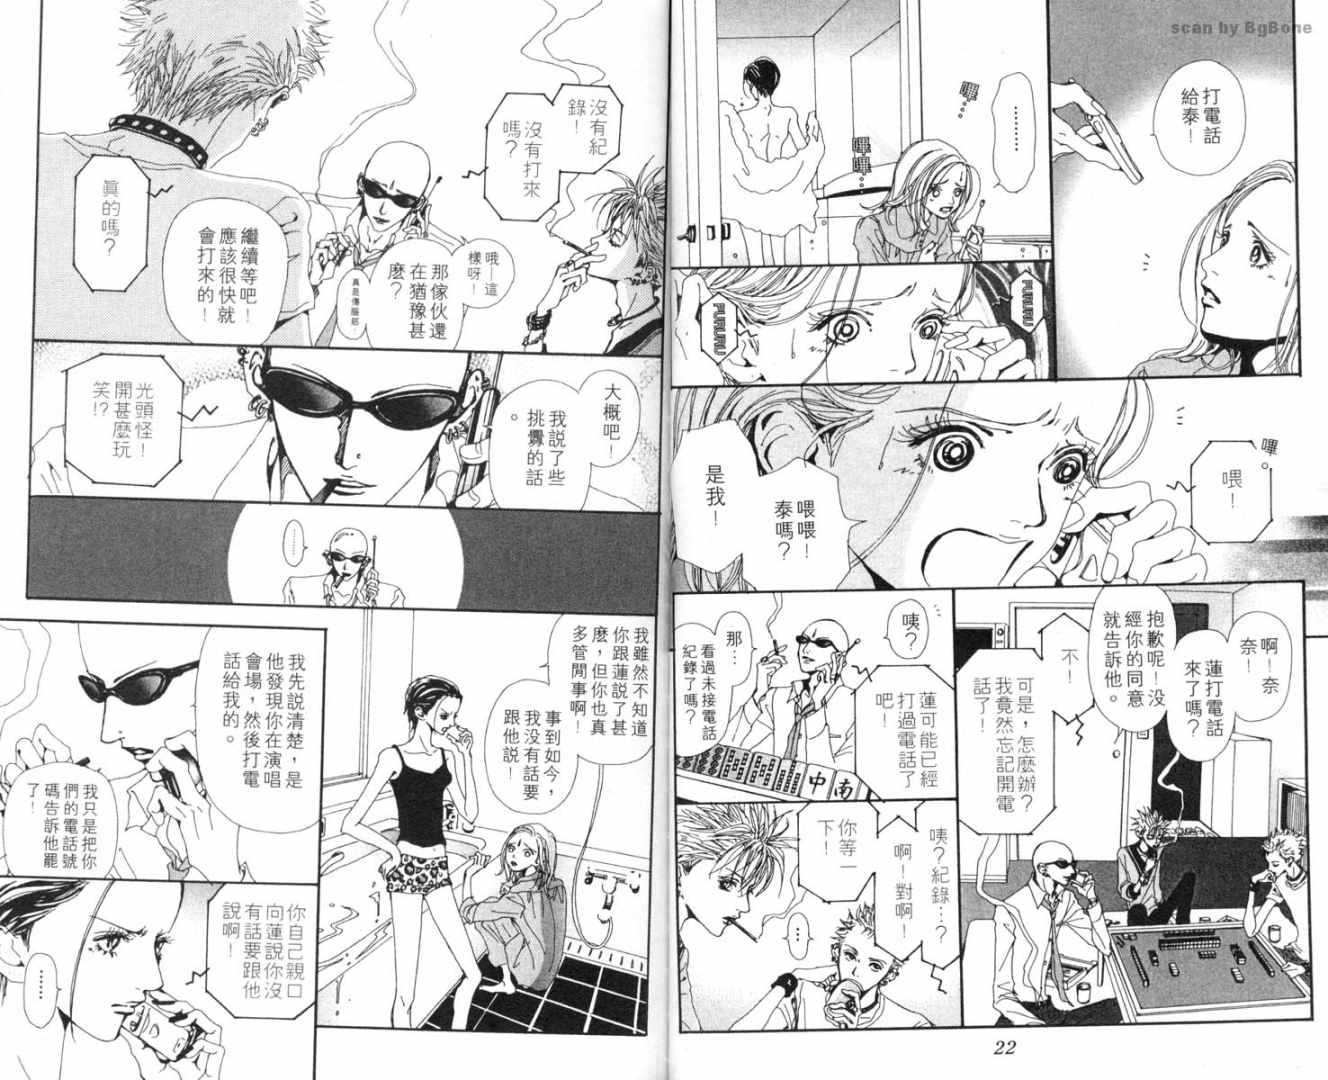 scan by BgBone
打電話
給泰!
………
嗶…
嗶嗶…
PURURU
PURURU
嗶。
喂!
喂喂!
泰嗎?
是我!
啊!奈
奈!
蓮打電話
來了嗎?
抱歉呢!没
經你的同意
就告訴他。
不!
可是,怎麼辦?
我竟然忘記開電
話了!
咦?
蓮可能已經
打過電話了
吧!
那…
看過未接電話
紀錄了嗎?
中
南
咦?紀錄…?
啊!對啊!
你等一
下!
…
22
沒有紀
錄!
沒有打來
嗎?
哦——這
樣呀!
那傢伙還
在猶豫甚
麼?
真是傷腦筋!
繼續等吧!
應該很快就
會打來的!
真的嗎?
大概吧!
我說了些
挑釁的話
。
光頭怪!
開甚麼玩
笑!?
……
我雖然不知道
你跟蓮說了甚
麼,但你也真
多管閒事啊!
事到如今,
我沒有話要
跟他說!
我先說清楚,是
他發現你在演唱
會場,然後打電
話給我的。
我只是把你
們的電話號
碼告訴他罷
了!
你自己親口
向蓮說你沒
有話要跟他
說啊!
……